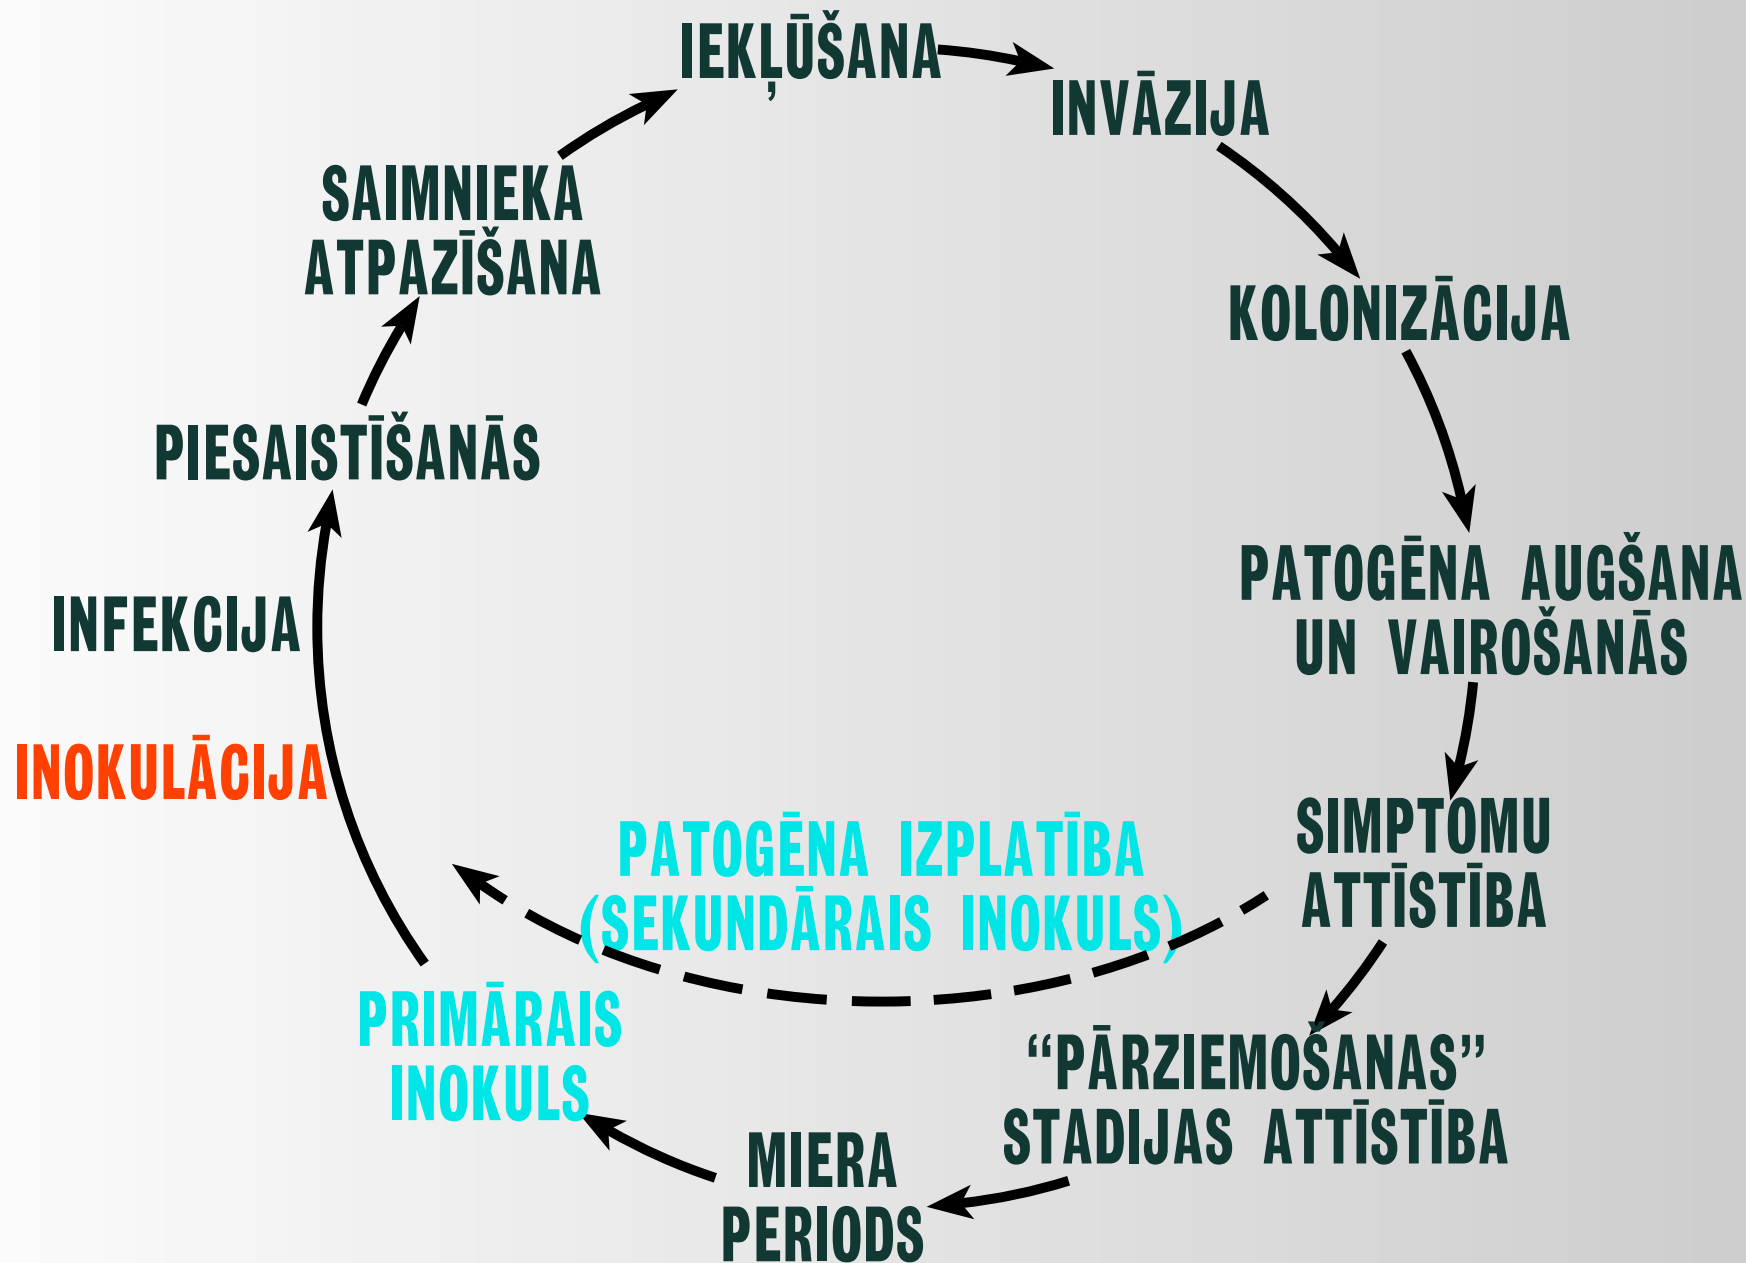 IEKĻŪŠANA
INVĀZIJA
SAIMNIEKA
ATPAZĪŠANA
KOLONIZĀCIJA
PIESAISTĪŠANĀS
PATOGĒNA AUGŠANA
UN VAIROŠANĀS
INFEKCIJA
INOKULĀCIJA
SIMPTOMU
ATTĪSTĪBA
PATOGĒNA IZPLATĪBA
(SEKUNDĀRAIS INOKULS)
PRIMĀRAIS
INOKULS
“PĀRZIEMOŠANAS”
STADIJAS ATTĪSTĪBA
MIERA
PERIODS